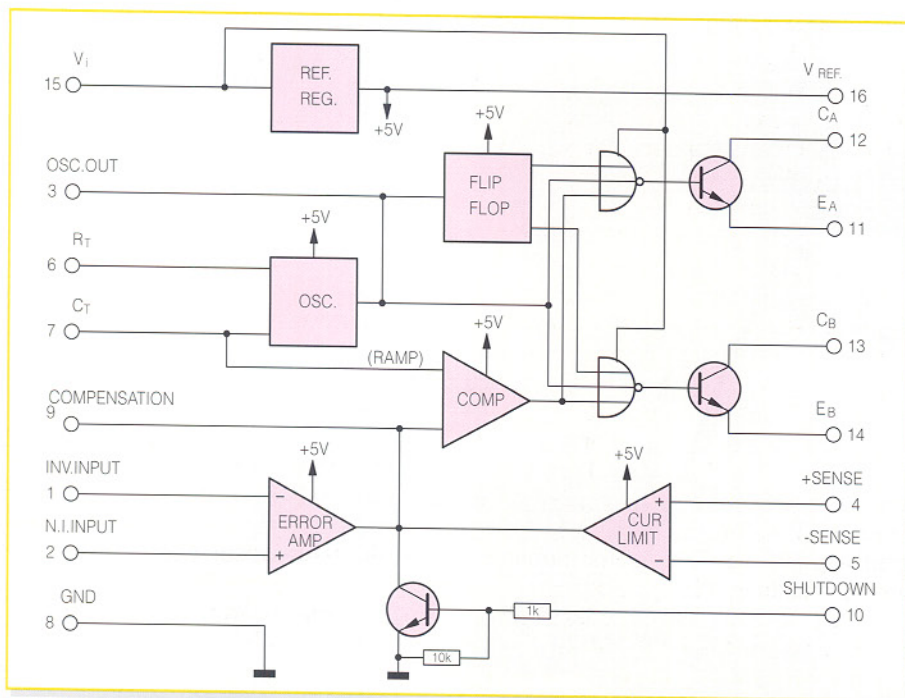 Vi
15
REF.
REG.
+5V
VREF.
16
CA
12
EA
11
OSC.OUT
3
+5V
FLIP
FLOP
RT
6
+5V
OSC.
CT
7
(RAMP)
+5V
COMP
CB
13
EB
14
COMPENSATION
9
INV.INPUT
1
N.I.INPUT
2
+5V
−
ERROR
AMP
+
+5V
+
CUR
LIMIT
−
+SENSE
4
-SENSE
5
SHUTDOWN
10
GND
8
1k
10k